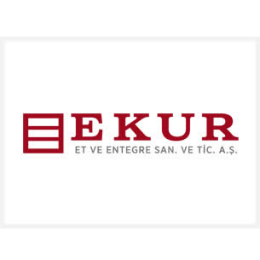 EKUR
ET VE ENTEGRE SAN. VE TİC. A.Ş.